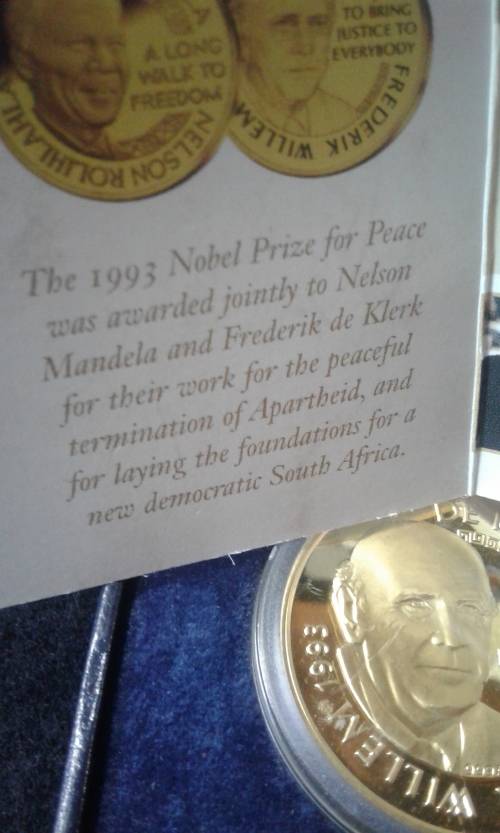 A LONG
WALK TO
FREEDOM
NELSON ROLIHLAHLA
TO BRING
JUSTICE TO
EVERYBODY
FREDERIK WILLEM
The 1993 Nobel Prize for Peace
was awarded jointly to Nelson
Mandela and Frederik de Klerk
for their work for the peaceful
termination of Apartheid, and
for laying the foundations for a
new democratic South Africa.
DE
WILLEM 1993